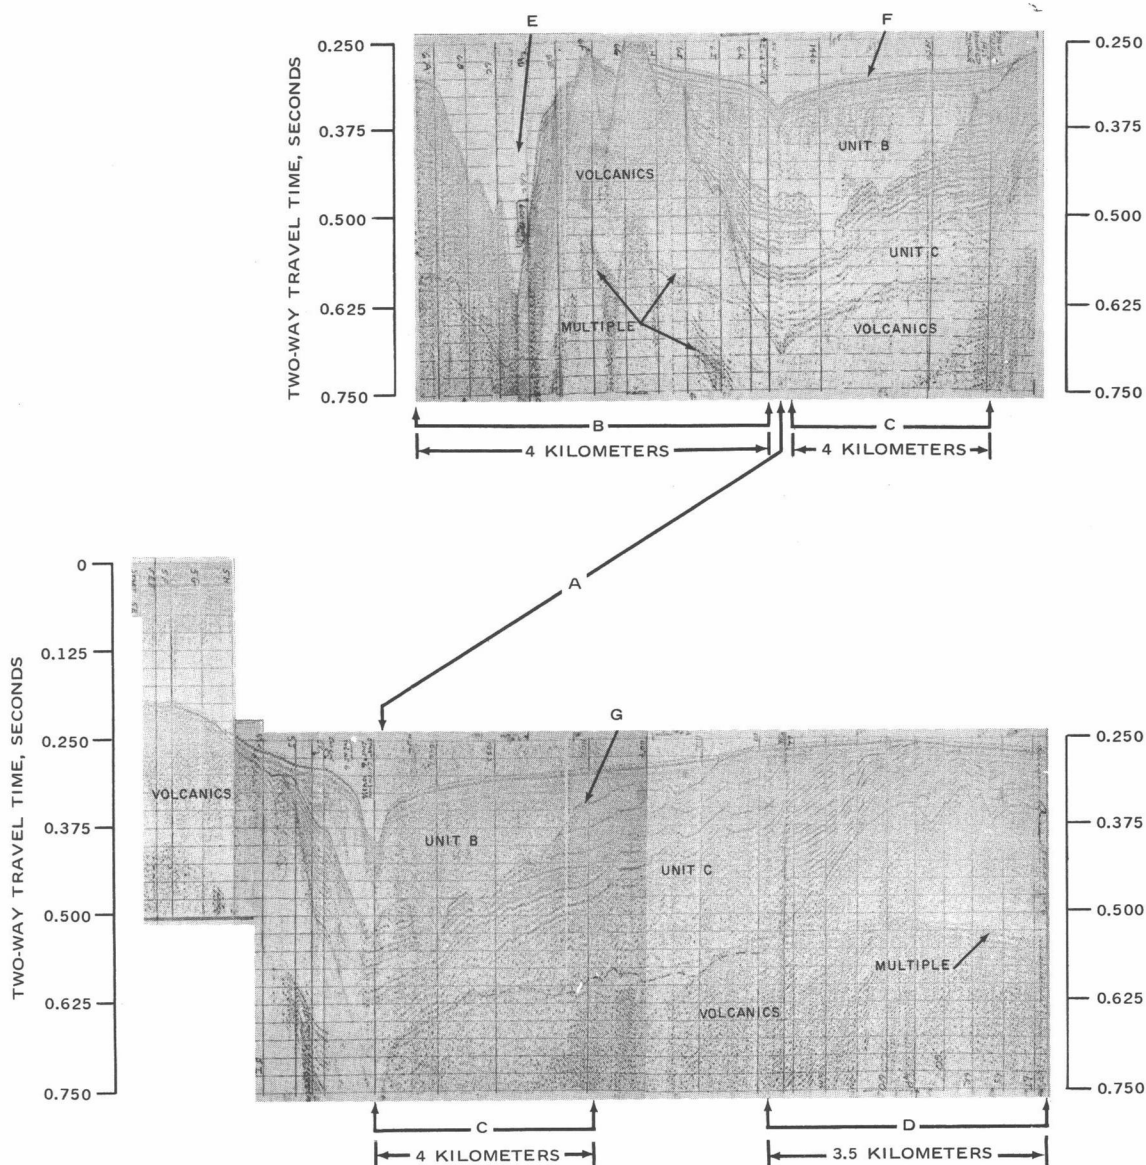 E
F
TWO-WAY TRAVEL TIME, SECONDS
0.250
0.375
0.500
0.625
0.750
0.250
0.375
0.500
0.625
0.750
UNIT B
VOLCANICS
UNIT C
MULTIPLE
VOLCANICS
B
C
4 KILOMETERS
4 KILOMETERS
A
TWO-WAY TRAVEL TIME, SECONDS
0
0.125
0.250
0.375
0.500
0.625
0.750
G
0.250
0.375
0.500
0.625
0.750
VOLCANICS
UNIT B
UNIT C
MULTIPLE
VOLCANICS
C
D
4 KILOMETERS
3.5 KILOMETERS